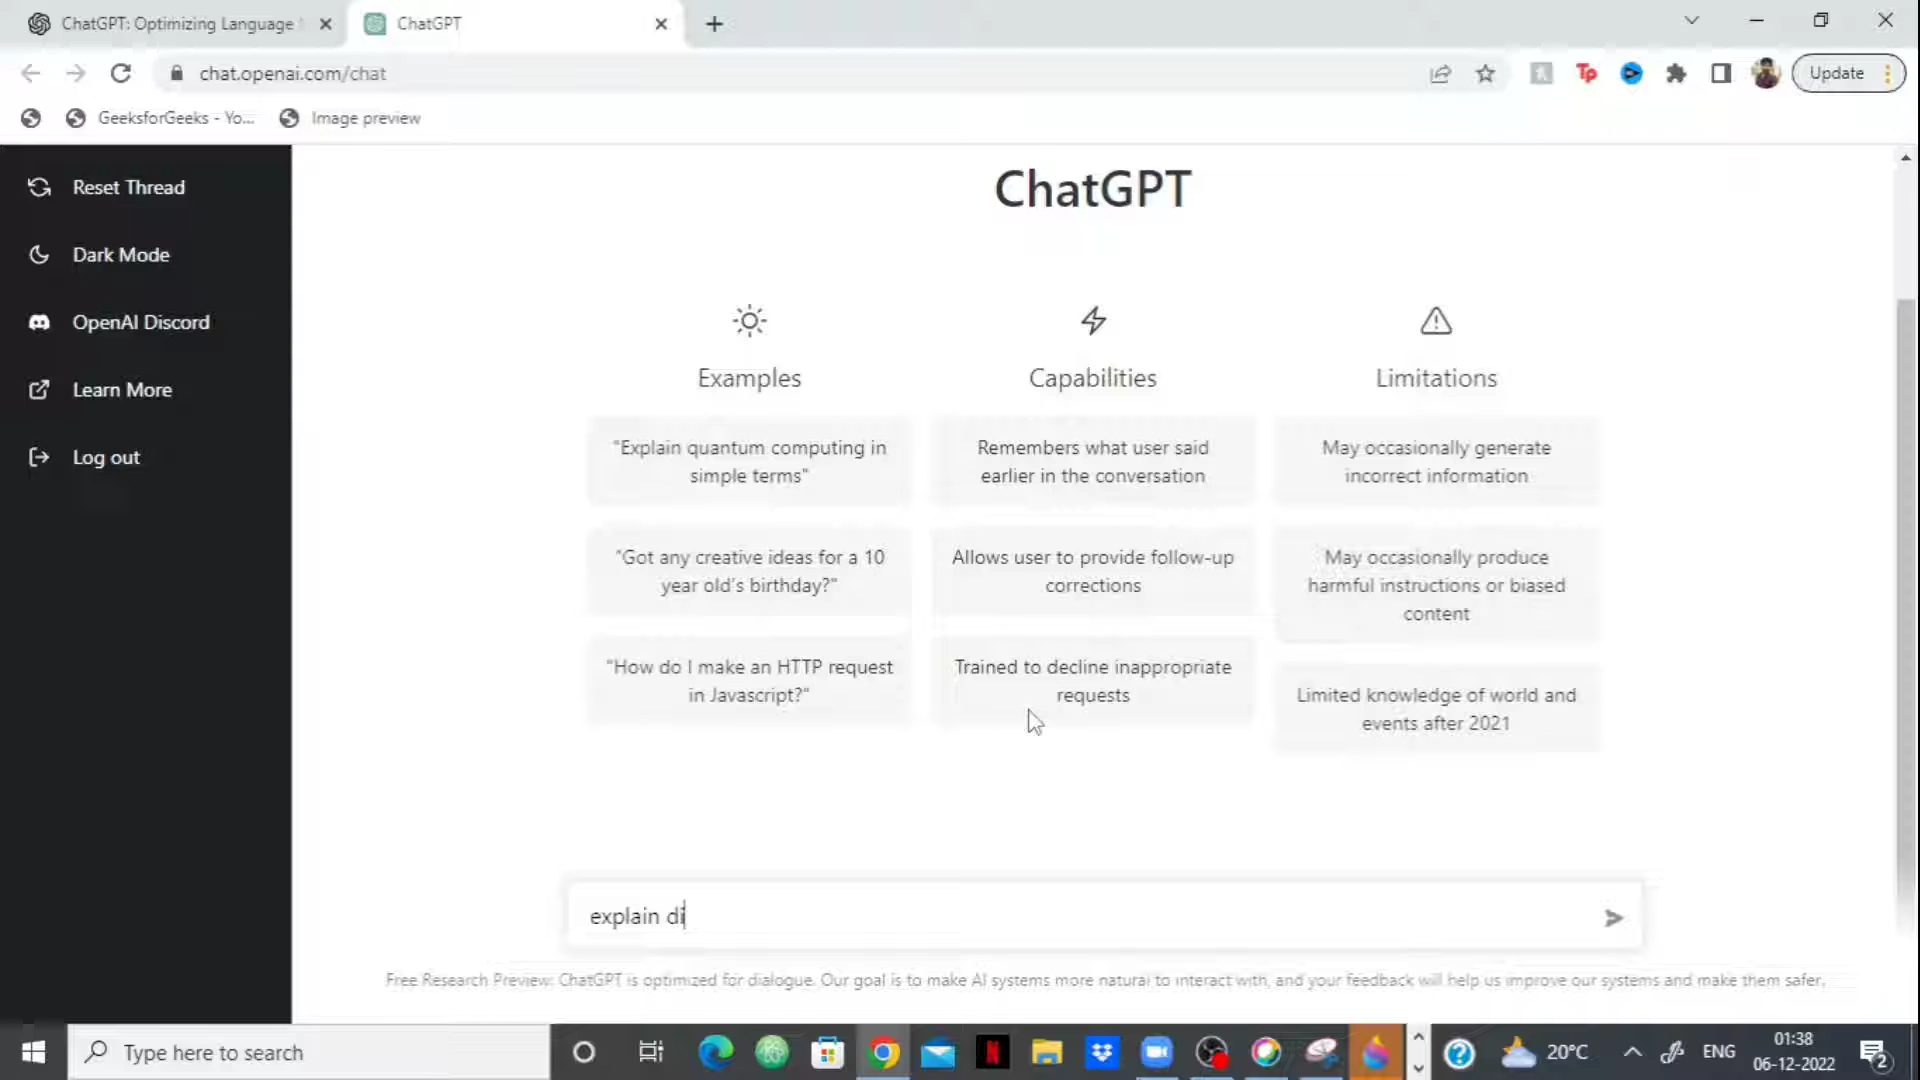 ChatGPT: Optimizing Language
ChatGPT
chat.openai.com/chat
Tp
Update
GeeksforGeeks - Yo...
Image preview
Reset Thread
Dark Mode
OpenAI Discord
Learn More
Log out
ChatGPT
Examples
"Explain quantum computing in
simple terms"
"Got any creative ideas for a 10
year old's birthday?"
"How do I make an HTTP request
in Javascript?"
Capabilities
Remembers what user said
earlier in the conversation
Allows user to provide follow-up
corrections
Trained to decline inappropriate
requests
Limitations
May occasionally generate
incorrect information
May occasionally produce
harmful instructions or biased
content
Limited knowledge of world and
events after 2021
explain di
Free Research Preview: ChatGPT is optimized for dialogue. Our goal is to make AI systems more natural to interact with, and your feedback will help us improve our systems and make them safer.
Type here to search
N
20°C
ENG
01:38
06-12-2022
2